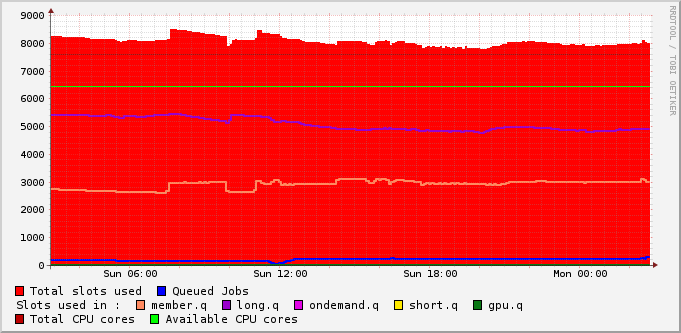 9000
8000
7000
6000
5000
4000
3000
2000
1000
0
Sun 06:00 Sun 12:00 Sun 18:00 Mon 00:00
RRDTOOL / TOBI OETIKER
Total slots used Queued Jobs
Slots used in : member.q long.q ondemand.q short.q gpu.q
Total CPU cores Available CPU cores